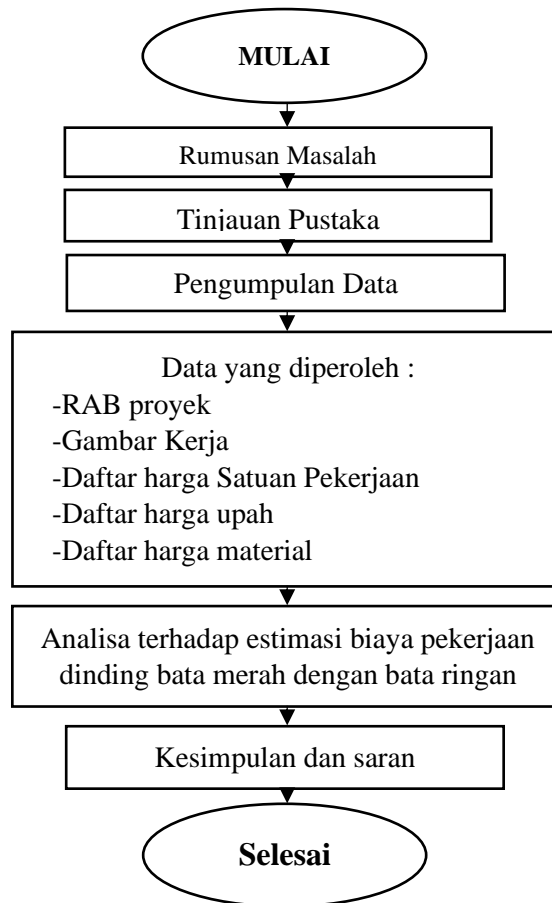 MULAI
Rumusan Masalah
Tinjauan Pustaka
Pengumpulan Data
Data yang diperoleh :
-RAB proyek
-Gambar Kerja
-Daftar harga Satuan Pekerjaan
-Daftar harga upah
-Daftar harga material
Analisa terhadap estimasi biaya pekerjaan
dinding bata merah dengan bata ringan
Kesimpulan dan saran
Selesai